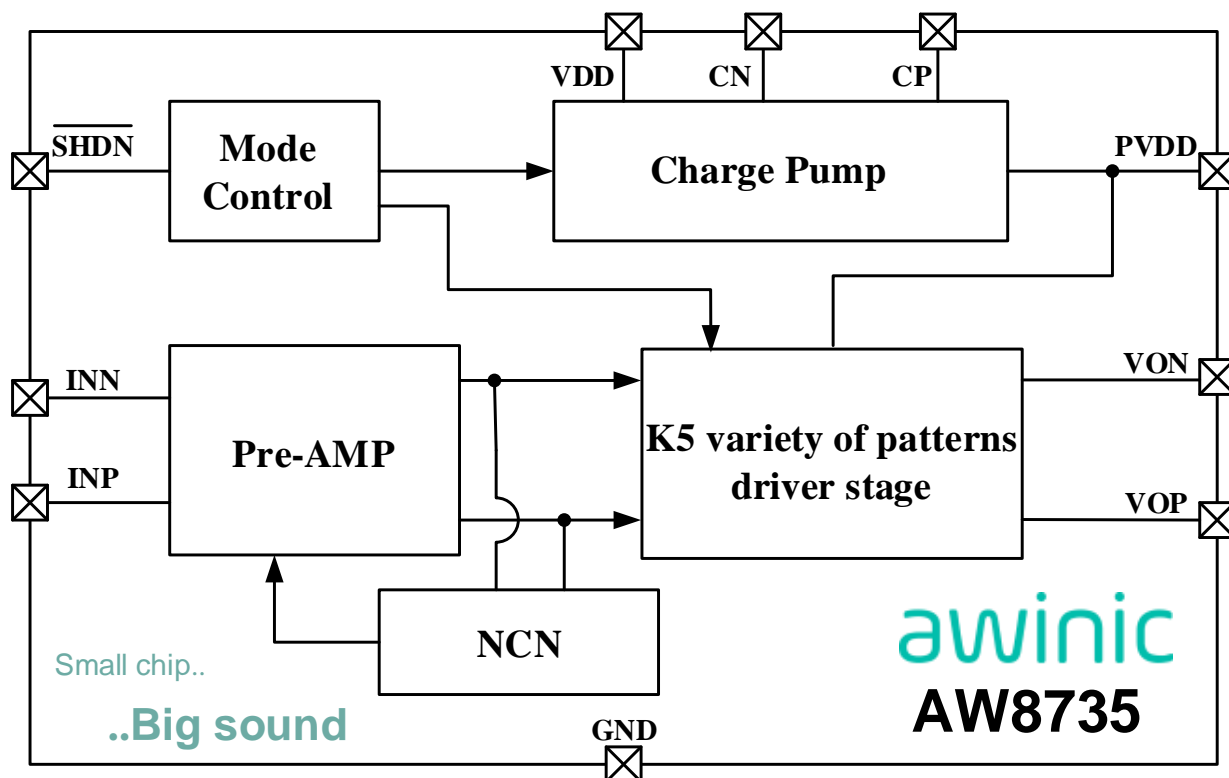 VDD
CN
CP
SHDN
Mode
Control
Charge Pump
PVDD
INN
INP
Pre-AMP
K5 variety of patterns
driver stage
VON
VOP
NCN
Small chip..
..Big sound
awinic
AW8735
GND